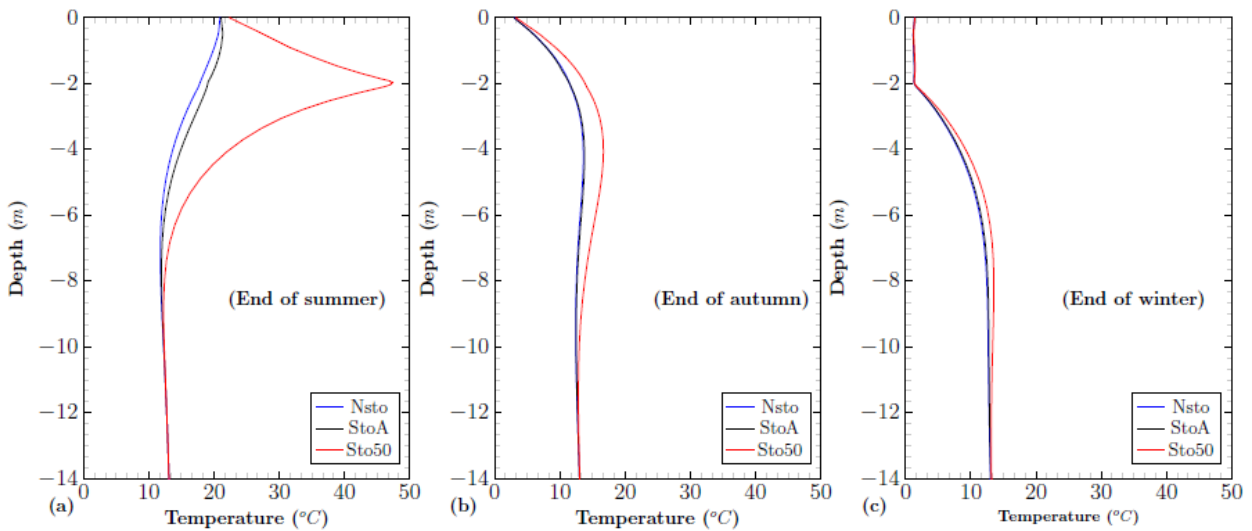 0
−2
−4
−6
−8
−10
−12
−14
Depth (m)
(End of summer)
Nsto
StoA
Sto50
0
10
20
30
40
50
(a)
Temperature (°C)
0
−2
−4
−6
−8
−10
−12
−14
Depth (m)
(End of autumn)
Nsto
StoA
Sto50
0
10
20
30
40
50
(b)
Temperature (°C)
0
−2
−4
−6
−8
−10
−12
−14
Depth (m)
(End of winter)
Nsto
StoA
Sto50
0
10
20
30
40
50
(c)
Temperature (°C)